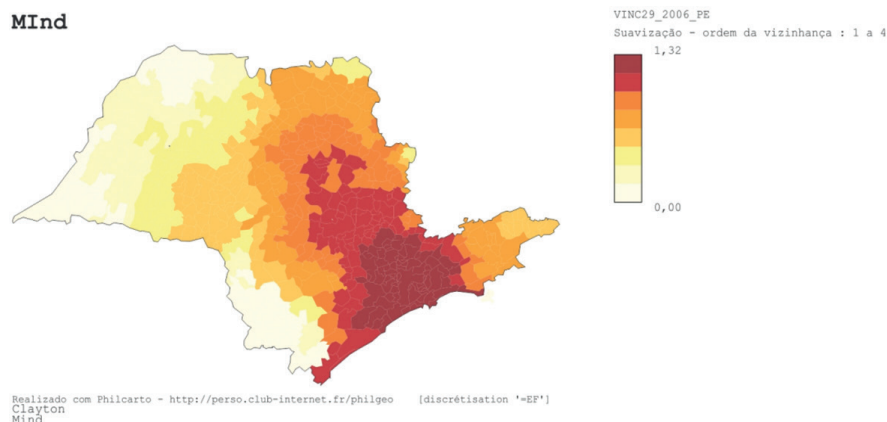 MInd
VINC29_2006_PE
Suavização - ordem da vizinhança : 1 a 4
1,32
0,00
Realizado com Philcarto - http://perso.club-internet.fr/philgeo [discrétisation '=EF']
Clayton
Mind